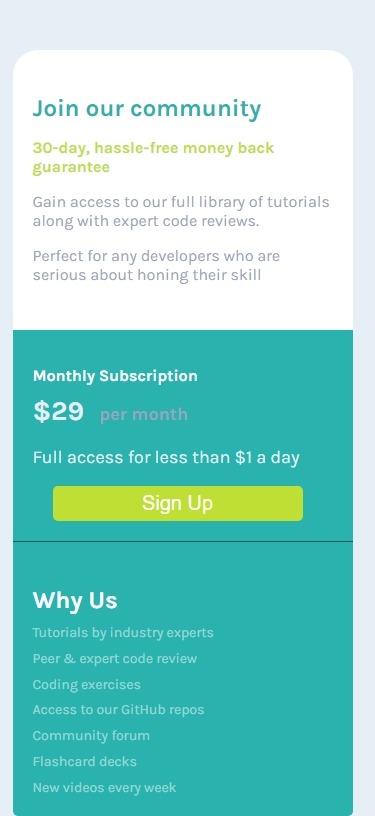 Join our community
30-day, hassle-free money back
guarantee
Gain access to our full library of tutorials
along with expert code reviews.
Perfect for any developers who are
serious about honing their skill
Monthly Subscription
$29 per month
Full access for less than $1 a day
Sign Up
Why Us
Tutorials by industry experts
Peer & expert code review
Coding exercises
Access to our GitHub repos
Community forum
Flashcard decks
New videos every week